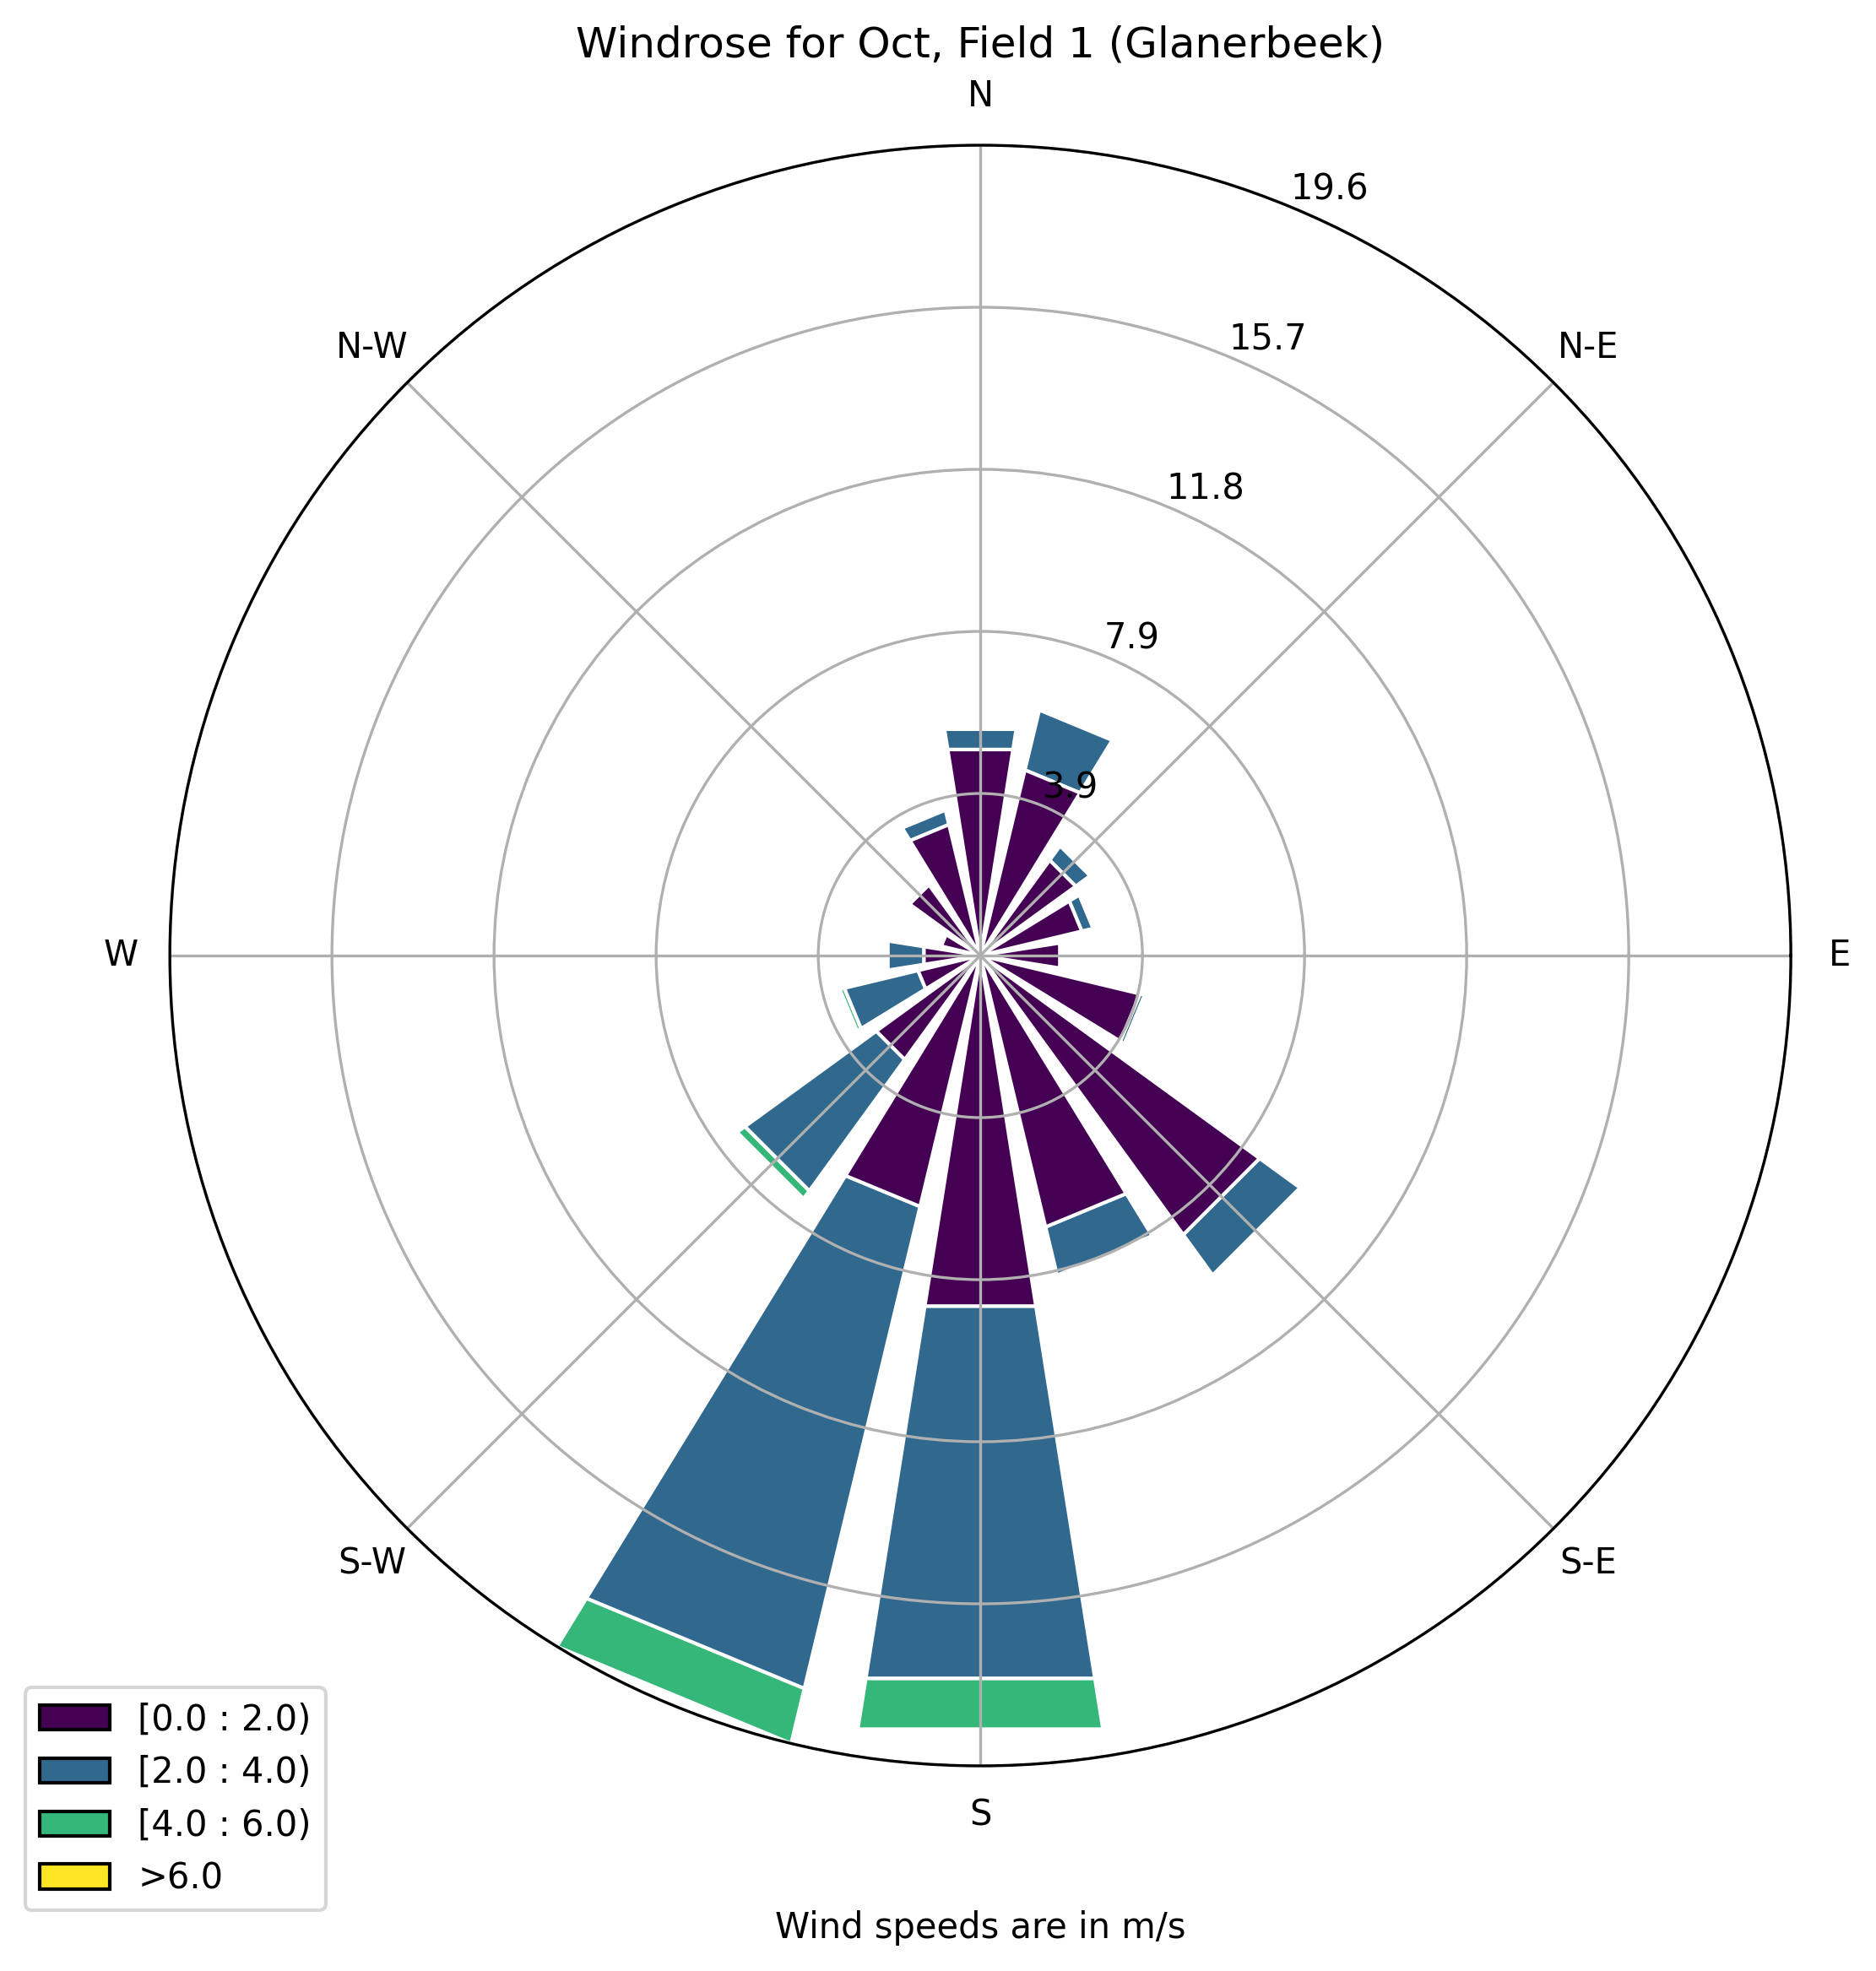 Windrose for Oct, Field 1 (Glanerbeek)
N
19.6
N-W
15.7
N-E
11.8
7.9
3.9
W
E
S-W
S-E
[0.0 : 2.0)
[2.0 : 4.0)
[4.0 : 6.0)
>6.0
S
Wind speeds are in m/s